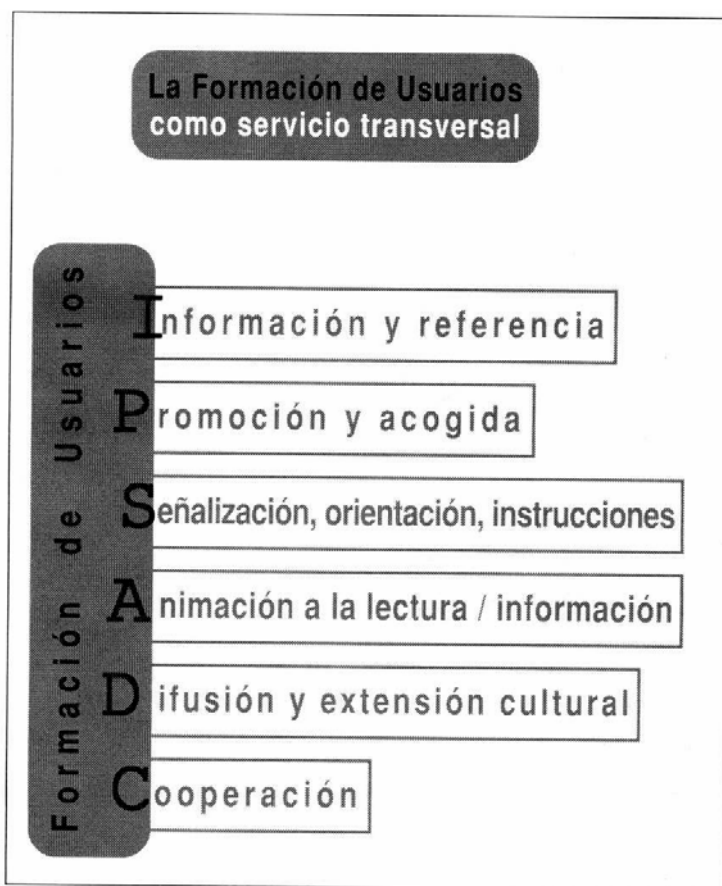 La Formación de Usuarios
como servicio transversal
Formación de Usuarios
Información y referencia
Promoción y acogida
Señalización, orientación, instrucciones
Animación a la lectura / información
Difusión y extensión cultural
Cooperación